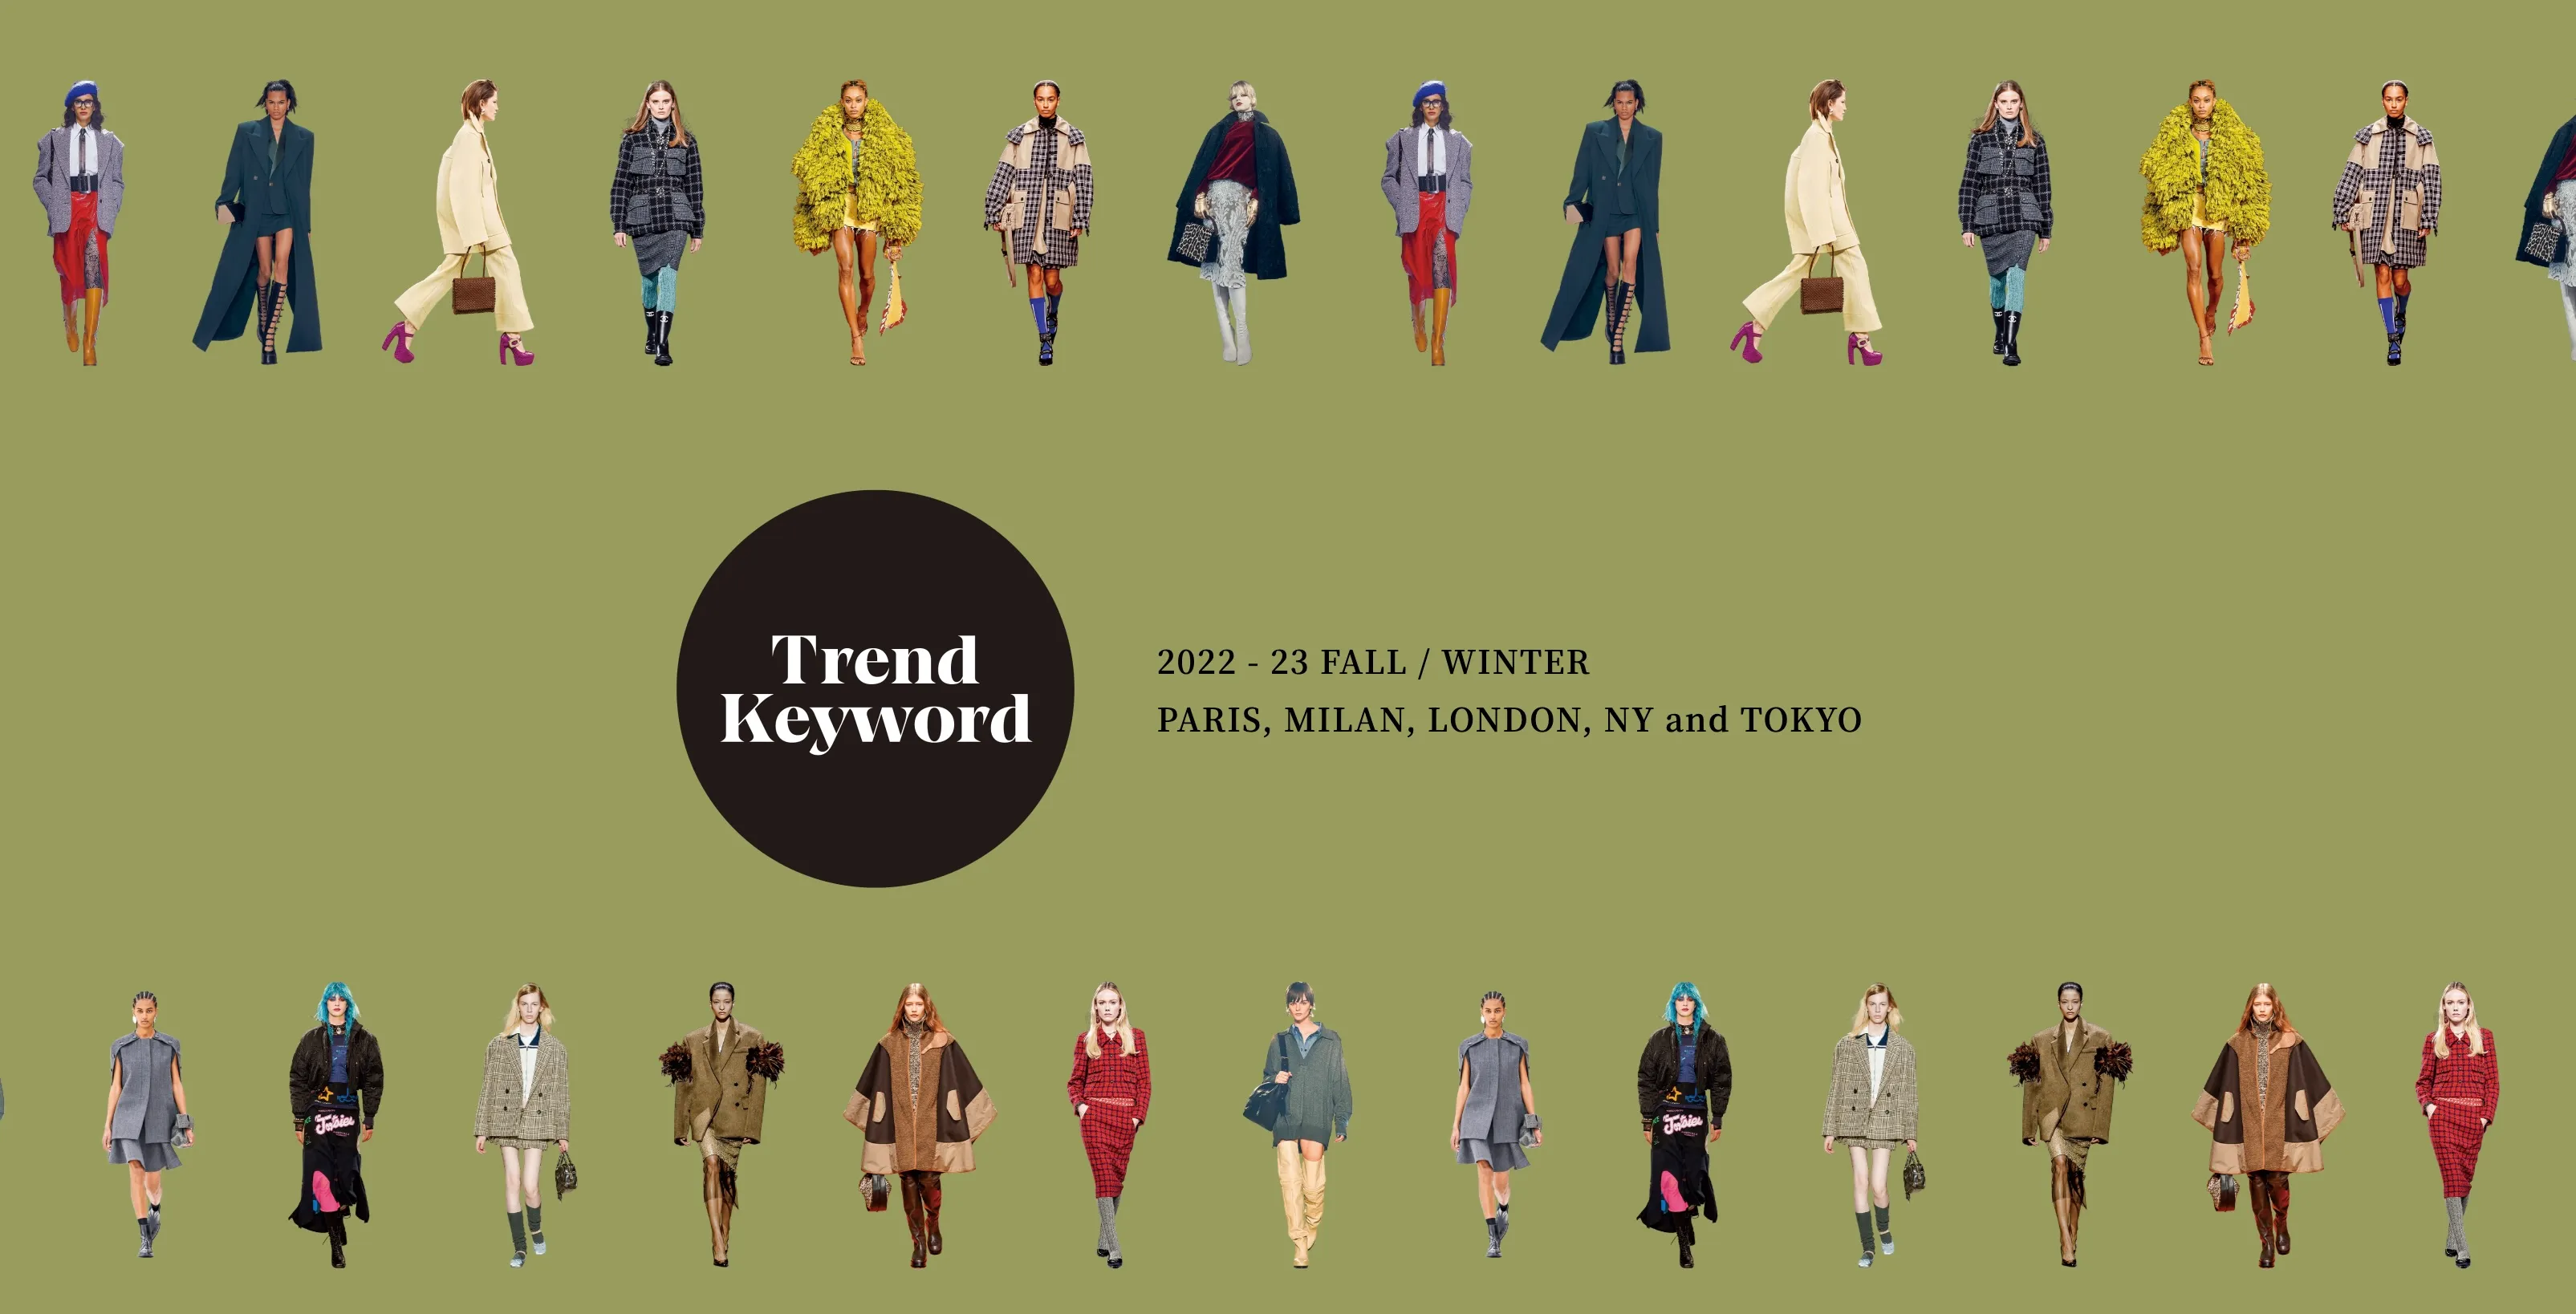 Trend
Keyword
2022 - 23 FALL / WINTER
PARIS, MILAN, LONDON, NY and TOKYO